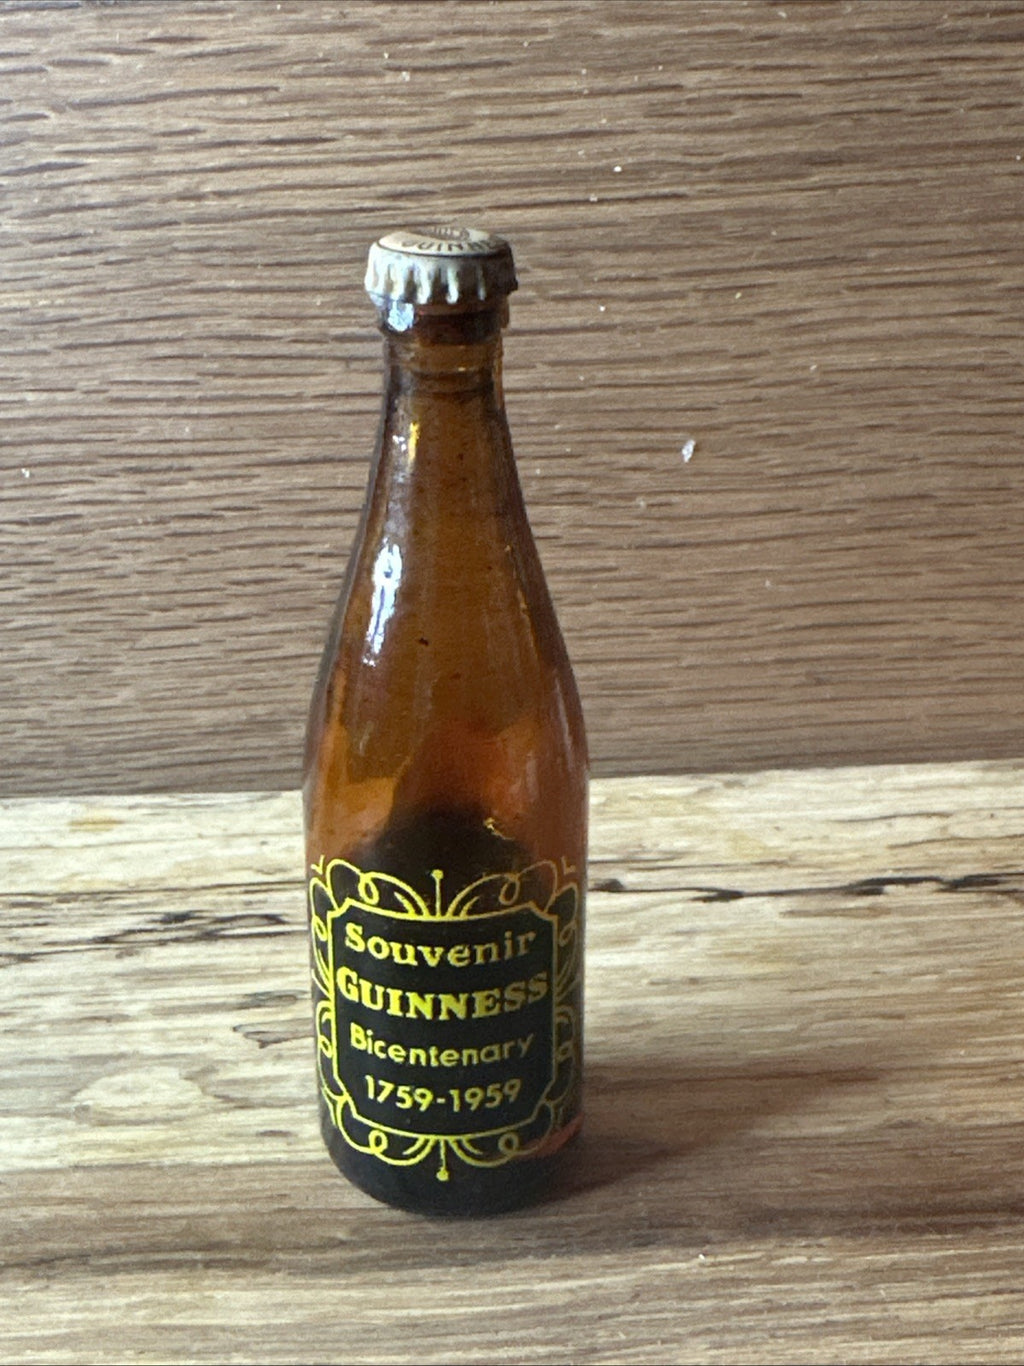 Souvenir
GUINNESS
Bicentenary
1759-1959